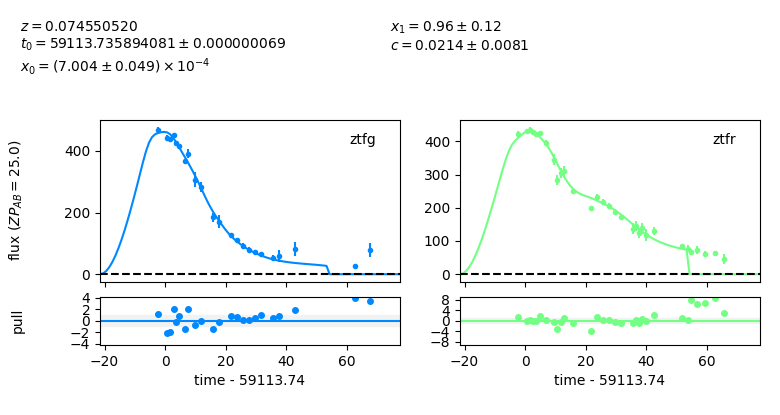 z = 0.074550520
t₀ = 59113.735894081 ± 0.000000069
x₀ = (7.004 ± 0.049) × 10⁻⁴
x₁ = 0.96 ± 0.12
c = 0.0214 ± 0.0081
flux (ZP_AB = 25.0)
400
200
0
ztfg
400
300
200
100
0
ztfr
pull
4
2
0
−2
−4
−20 0 20 40 60
time - 59113.74
8
4
0
−4
−8
−20 0 20 40 60
time - 59113.74